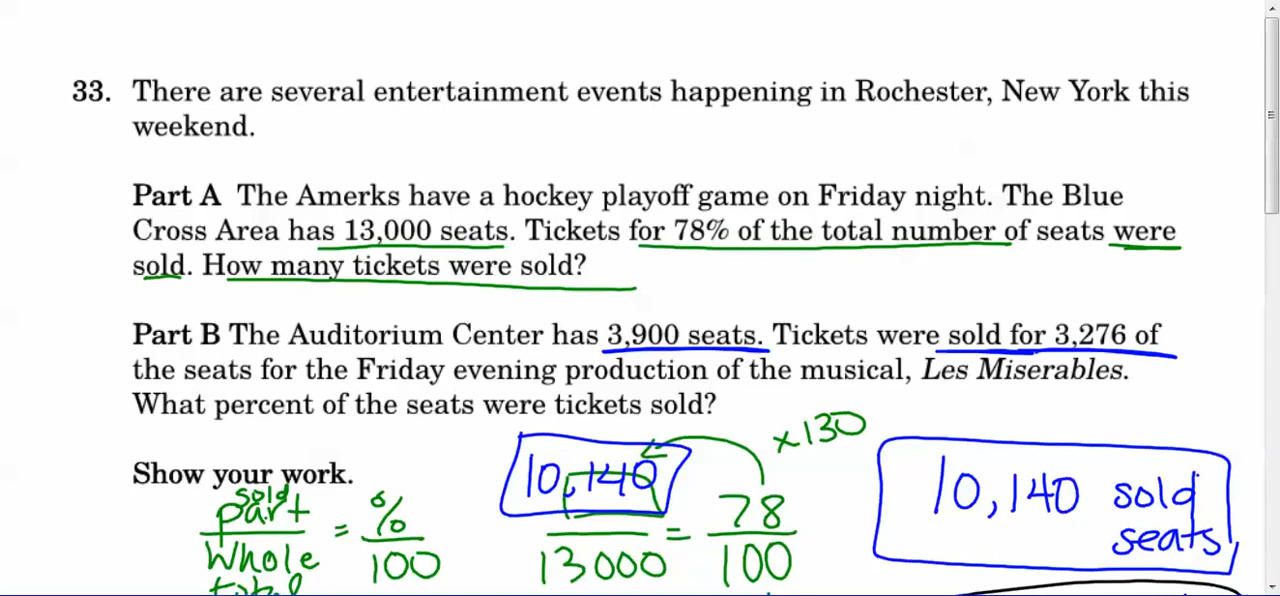 33. There are several entertainment events happening in Rochester, New York this
weekend.
Part A The Amerks have a hockey playoff game on Friday night. The Blue
Cross Area has 13,000 seats. Tickets for 78% of the total number of seats were
sold. How many tickets were sold?
Part B The Auditorium Center has 3,900 seats. Tickets were sold for 3,276 of
the seats for the Friday evening production of the musical, Les Miserables.
What percent of the seats were tickets sold?
Show your work.
sold
part
whole
total
=
%
100
10,140
13000
=
78
100
x130
10,140 sold
seats